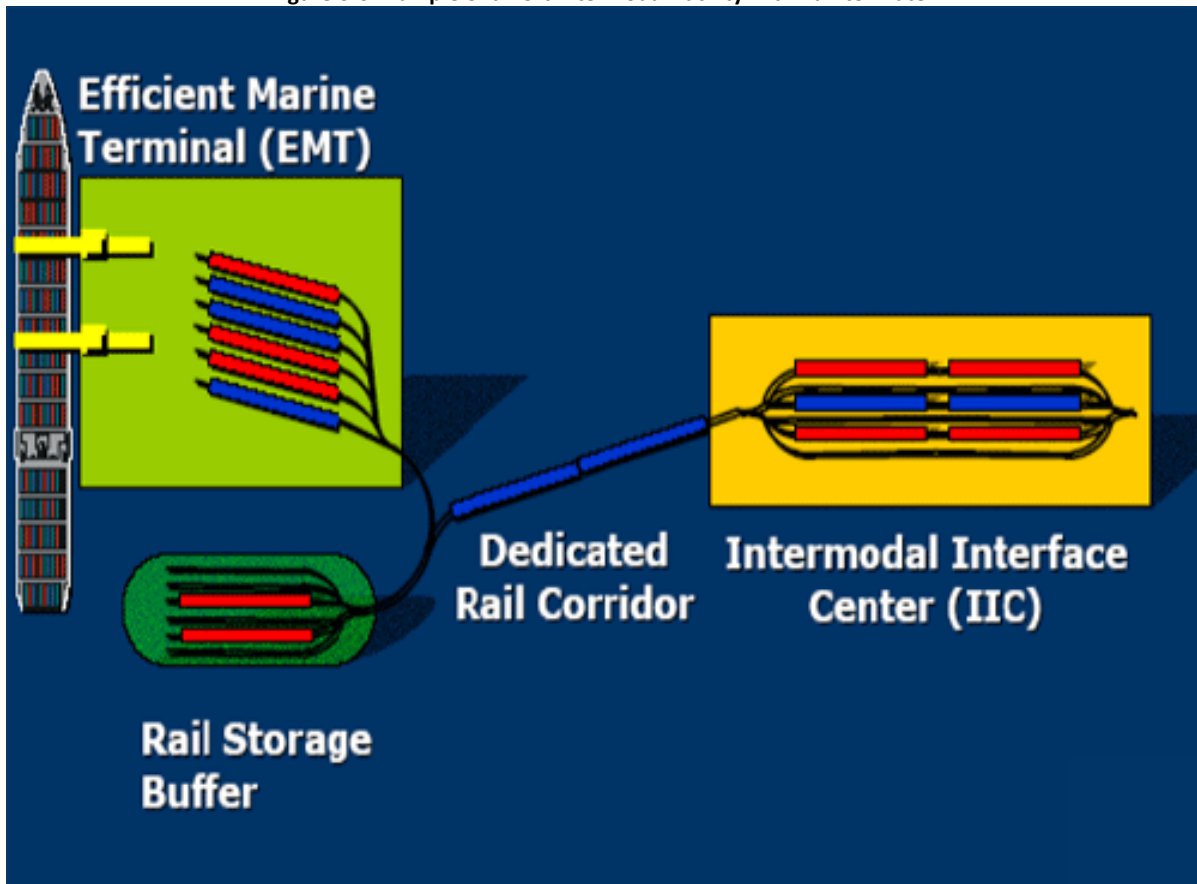 Efficient Marine
Terminal (EMT)
Dedicated
Rail Corridor
Intermodal Interface
Center (IIC)
Rail Storage
Buffer